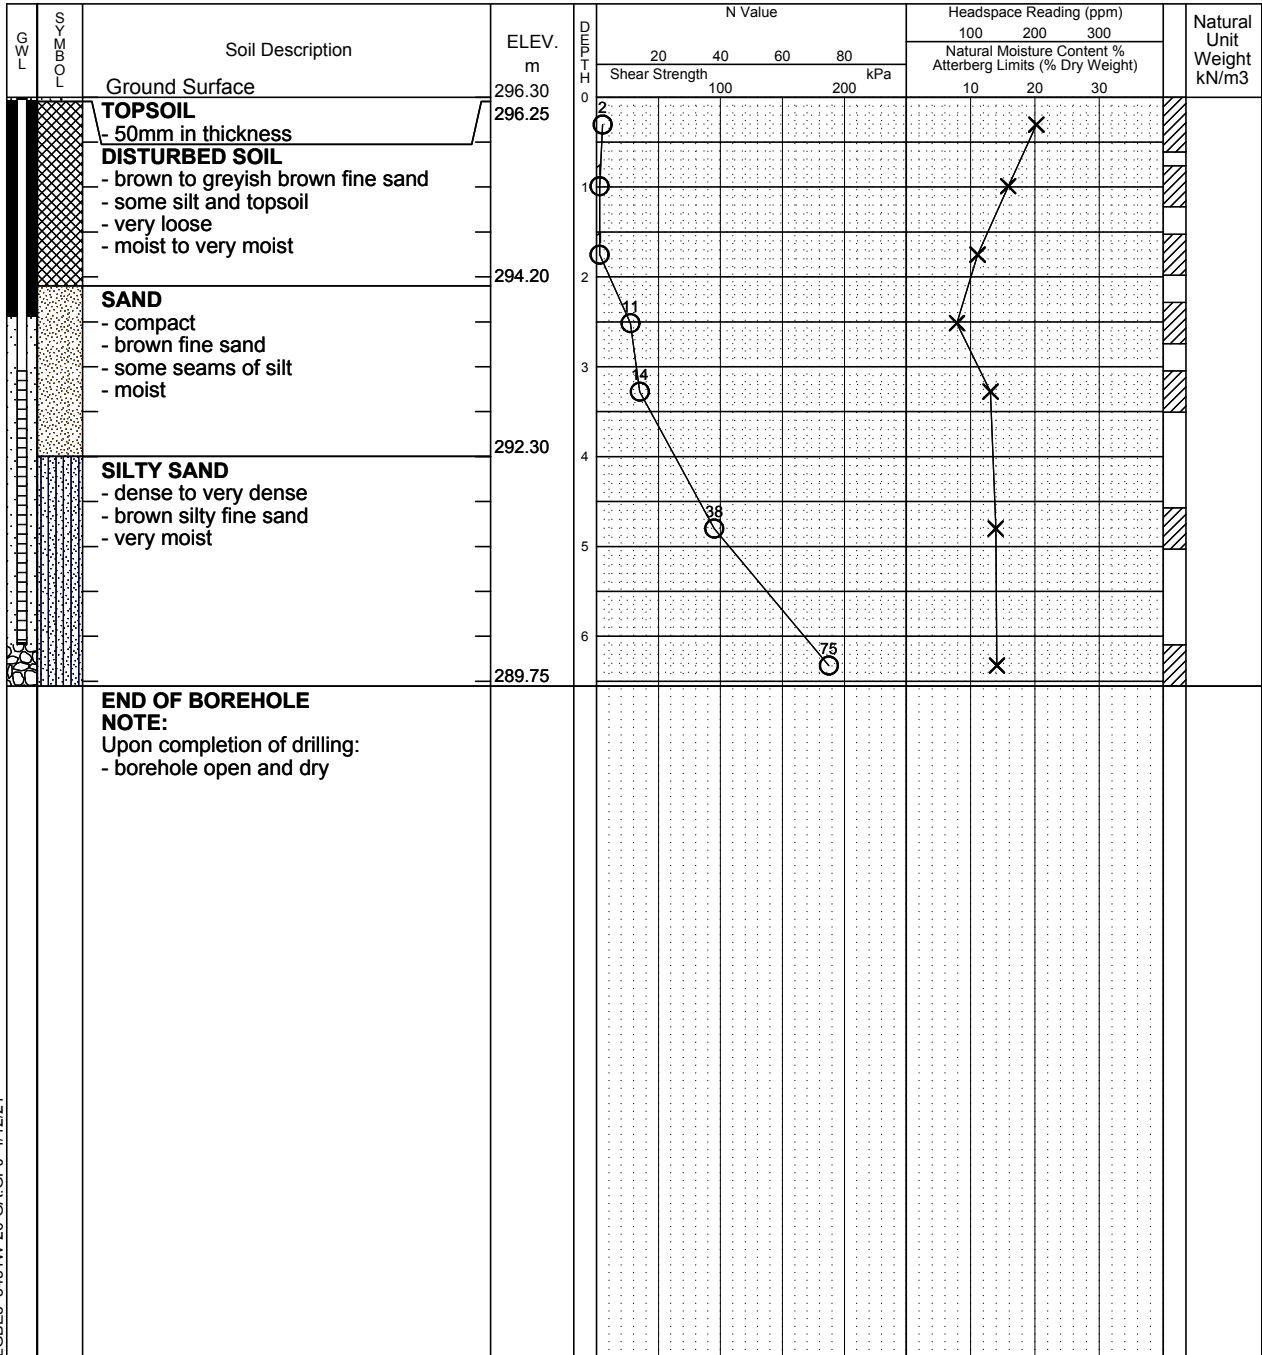 GWL
SYMBOL
Soil Description
Ground Surface
ELEV.
m
296.30
DEPTH
N Value
20 40 60 80
Shear Strength kPa
100 200
Headspace Reading (ppm)
100 200 300
Natural Moisture Content %
Atterberg Limits (% Dry Weight)
10 20 30
Natural
Unit
Weight
kN/m3
0
TOPSOIL
296.25
- 50mm in thickness
2
DISTURBED SOIL
- brown to greyish brown fine sand
- some silt and topsoil
- very loose
- moist to very moist
1
294.20
2
SAND
- compact
- brown fine sand
- some seams of silt
- moist
11
3
14
292.30
4
SILTY SAND
- dense to very dense
- brown silty fine sand
- very moist
38
5
6
75
289.75
END OF BOREHOLE
NOTE:
Upon completion of drilling:
- borehole open and dry